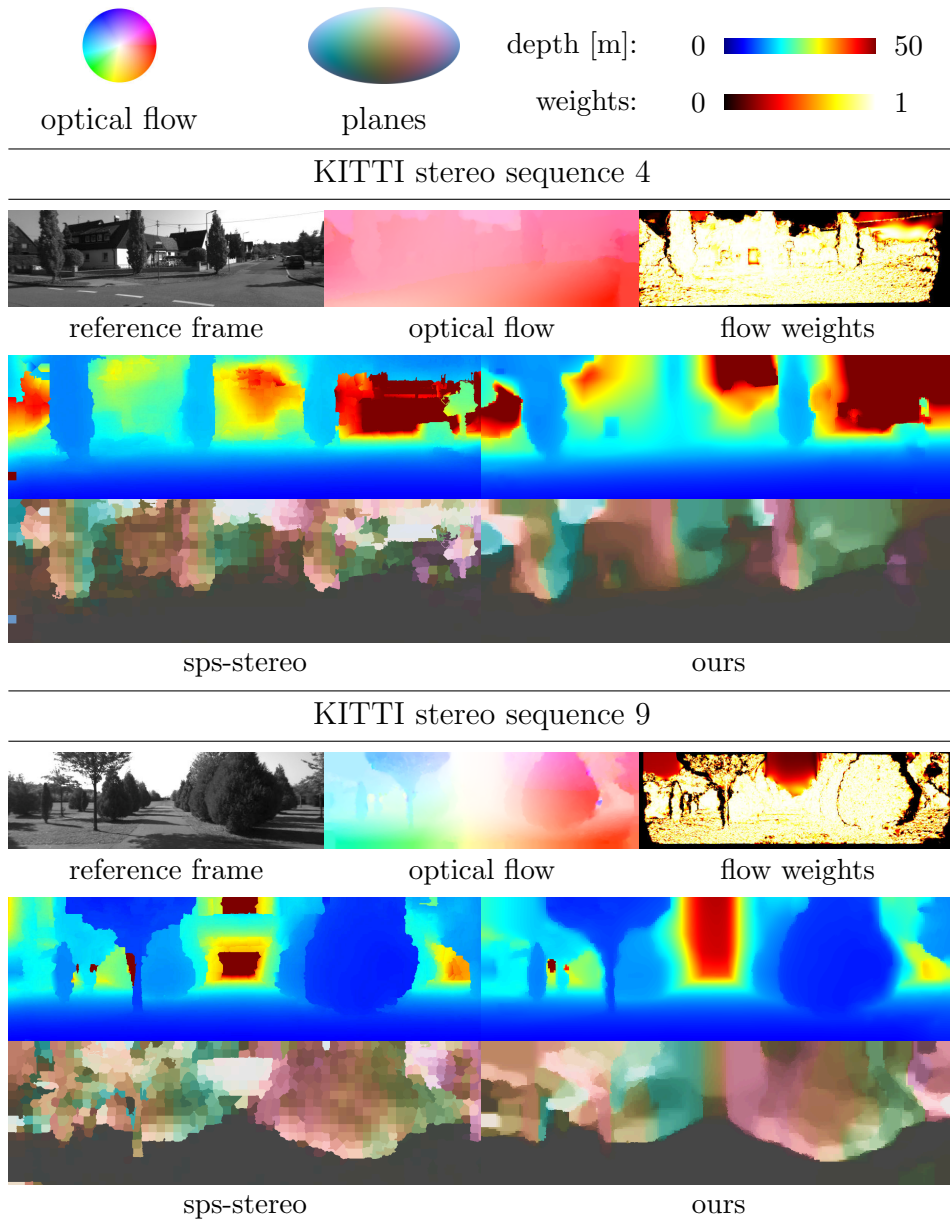 depth [m]: 0 50
weights: 0 1
optical flow planes
KITTI stereo sequence 4
reference frame optical flow flow weights
sps-stereo ours
KITTI stereo sequence 9
reference frame optical flow flow weights
sps-stereo ours